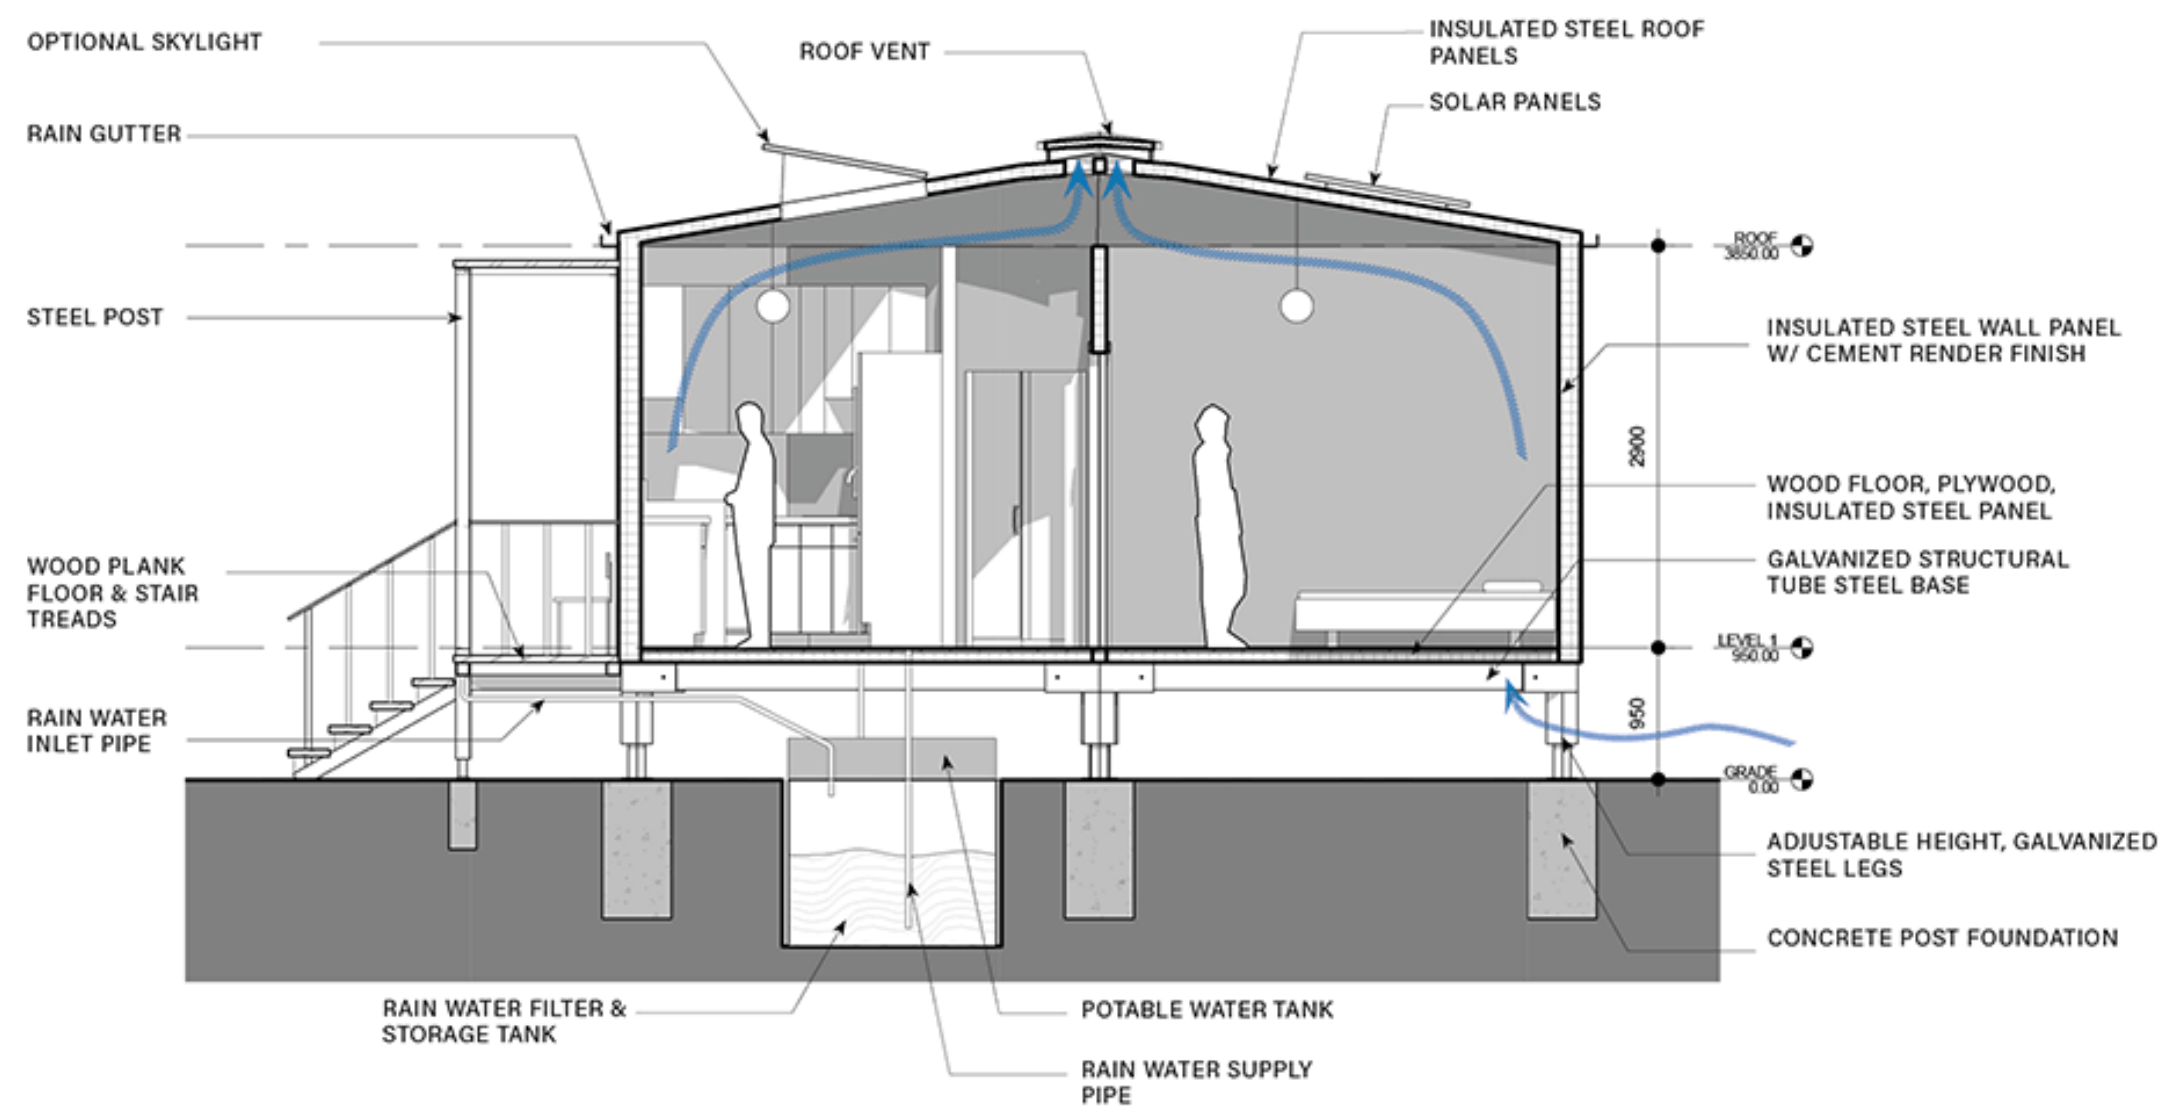 OPTIONAL SKYLIGHT
ROOF VENT
INSULATED STEEL ROOF
PANELS
SOLAR PANELS
RAIN GUTTER
ROOF
3850.00
STEEL POST
INSULATED STEEL WALL PANEL
W/ CEMENT RENDER FINISH
2900
WOOD FLOOR, PLYWOOD,
INSULATED STEEL PANEL
WOOD PLANK
FLOOR & STAIR
TREADS
GALVANIZED STRUCTURAL
TUBE STEEL BASE
LEVEL 1
950.00
RAIN WATER
INLET PIPE
950
GRADE
0.00
ADJUSTABLE HEIGHT, GALVANIZED
STEEL LEGS
CONCRETE POST FOUNDATION
RAIN WATER FILTER &
STORAGE TANK
POTABLE WATER TANK
RAIN WATER SUPPLY
PIPE